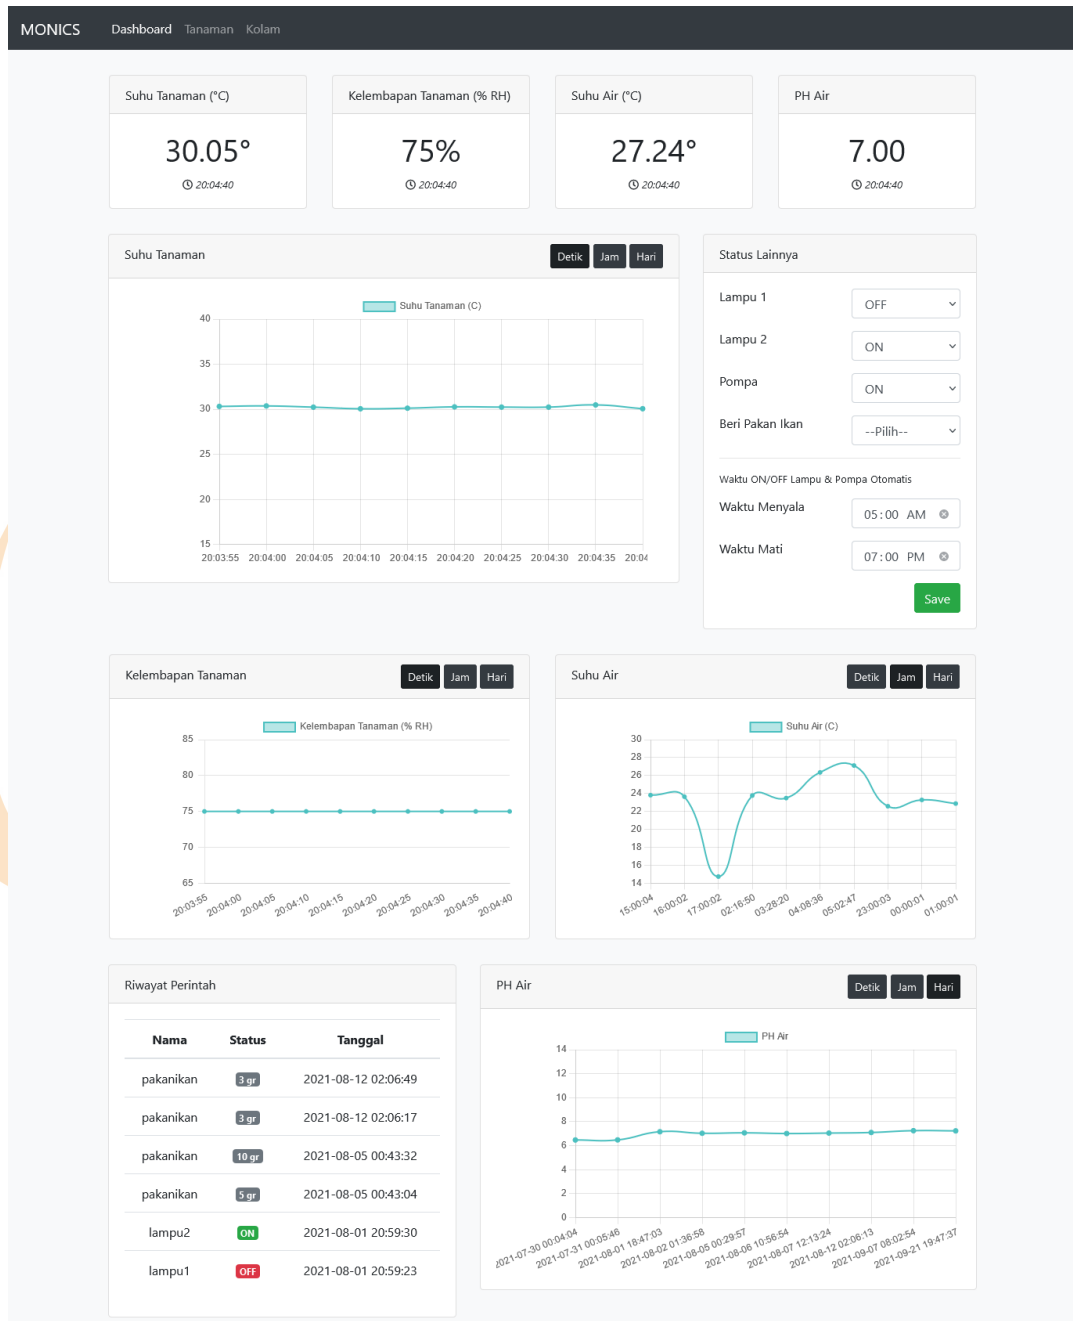 MONICS Dashboard Tanaman Kolam
Suhu Tanaman (°C)
30.05°
20:04:40
Kelembapan Tanaman (% RH)
75%
20:04:40
Suhu Air (°C)
27.24°
20:04:40
PH Air
7.00
20:04:40
Suhu Tanaman
Detik Jam Hari
Suhu Tanaman (C)
40
35
30
25
20
15
20:03:55 20:04:00 20:04:05 20:04:10 20:04:15 20:04:20 20:04:25 20:04:30 20:04:35 20:04
Status Lainnya
Lampu 1 OFF
Lampu 2 ON
Pompa ON
Beri Pakan Ikan --Pilih--
Waktu ON/OFF Lampu & Pompa Otomatis
Waktu Menyala 05:00 AM
Waktu Mati 07:00 PM
Save
Kelembapan Tanaman
Detik Jam Hari
Kelembapan Tanaman (% RH)
85
80
75
70
65
20:03:55 20:04:00 20:04:05 20:04:10 20:04:15 20:04:20 20:04:25 20:04:30 20:04:35 20:04:40
Suhu Air
Detik Jam Hari
Suhu Air (C)
30
28
26
24
22
20
18
16
14
15:00:04 16:00:02 17:00:02 02:16:50 03:28:20 04:08:36 05:02:47 23:00:03 00:00:01 01:00:01
Riwayat Perintah
Nama Status Tanggal
pakanikan 3 gr 2021-08-12 02:06:49
pakanikan 3 gr 2021-08-12 02:06:17
pakanikan 10 gr 2021-08-05 00:43:32
pakanikan 5 gr 2021-08-05 00:43:04
lampu2 ON 2021-08-01 20:59:30
lampu1 OFF 2021-08-01 20:59:23
PH Air
Detik Jam Hari
PH Air
14
12
10
8
6
4
2
0
2021-07-30 00:04:04 2021-07-31 00:05:46 2021-08-01 18:47:03 2021-08-02 01:36:58 2021-08-05 00:29:57 2021-08-06 10:56:54 2021-08-07 12:13:24 2021-08-12 02:06:13 2021-09-07 08:02:54 2021-09-21 19:47:37